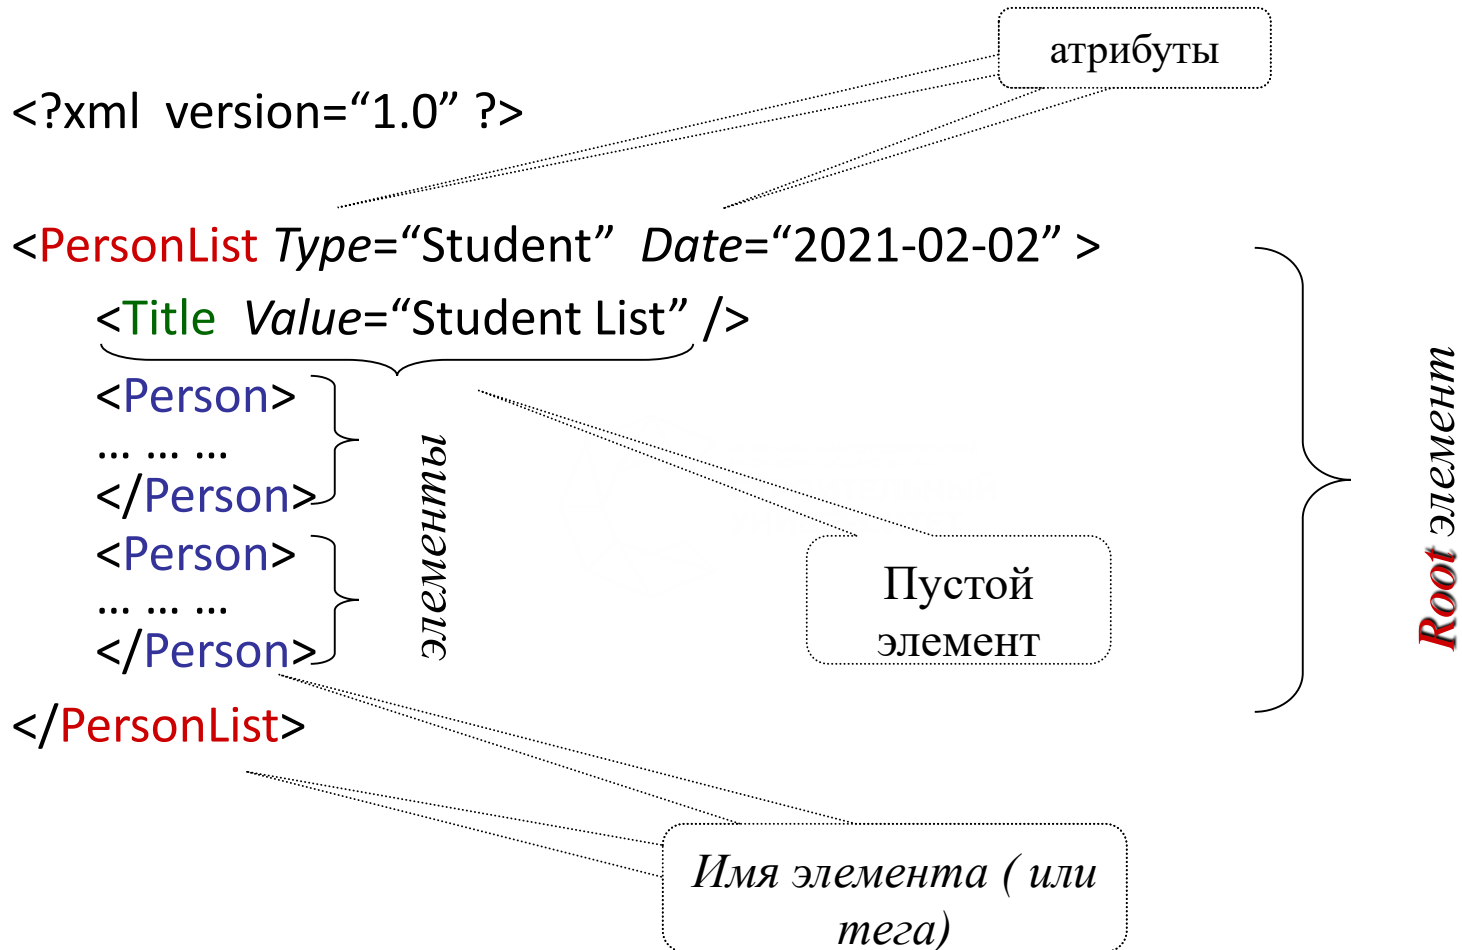 атрибуты
<?xml version=“1.0” ?>
<PersonList Type=“Student” Date=“2021-02-02” >
<Title Value=“Student List” />
<Person>
... ... ...
</Person>
<Person>
... ... ...
</Person>
</PersonList>
элементы
Пустой
элемент
Root элемент
Имя элемента ( или
тега)